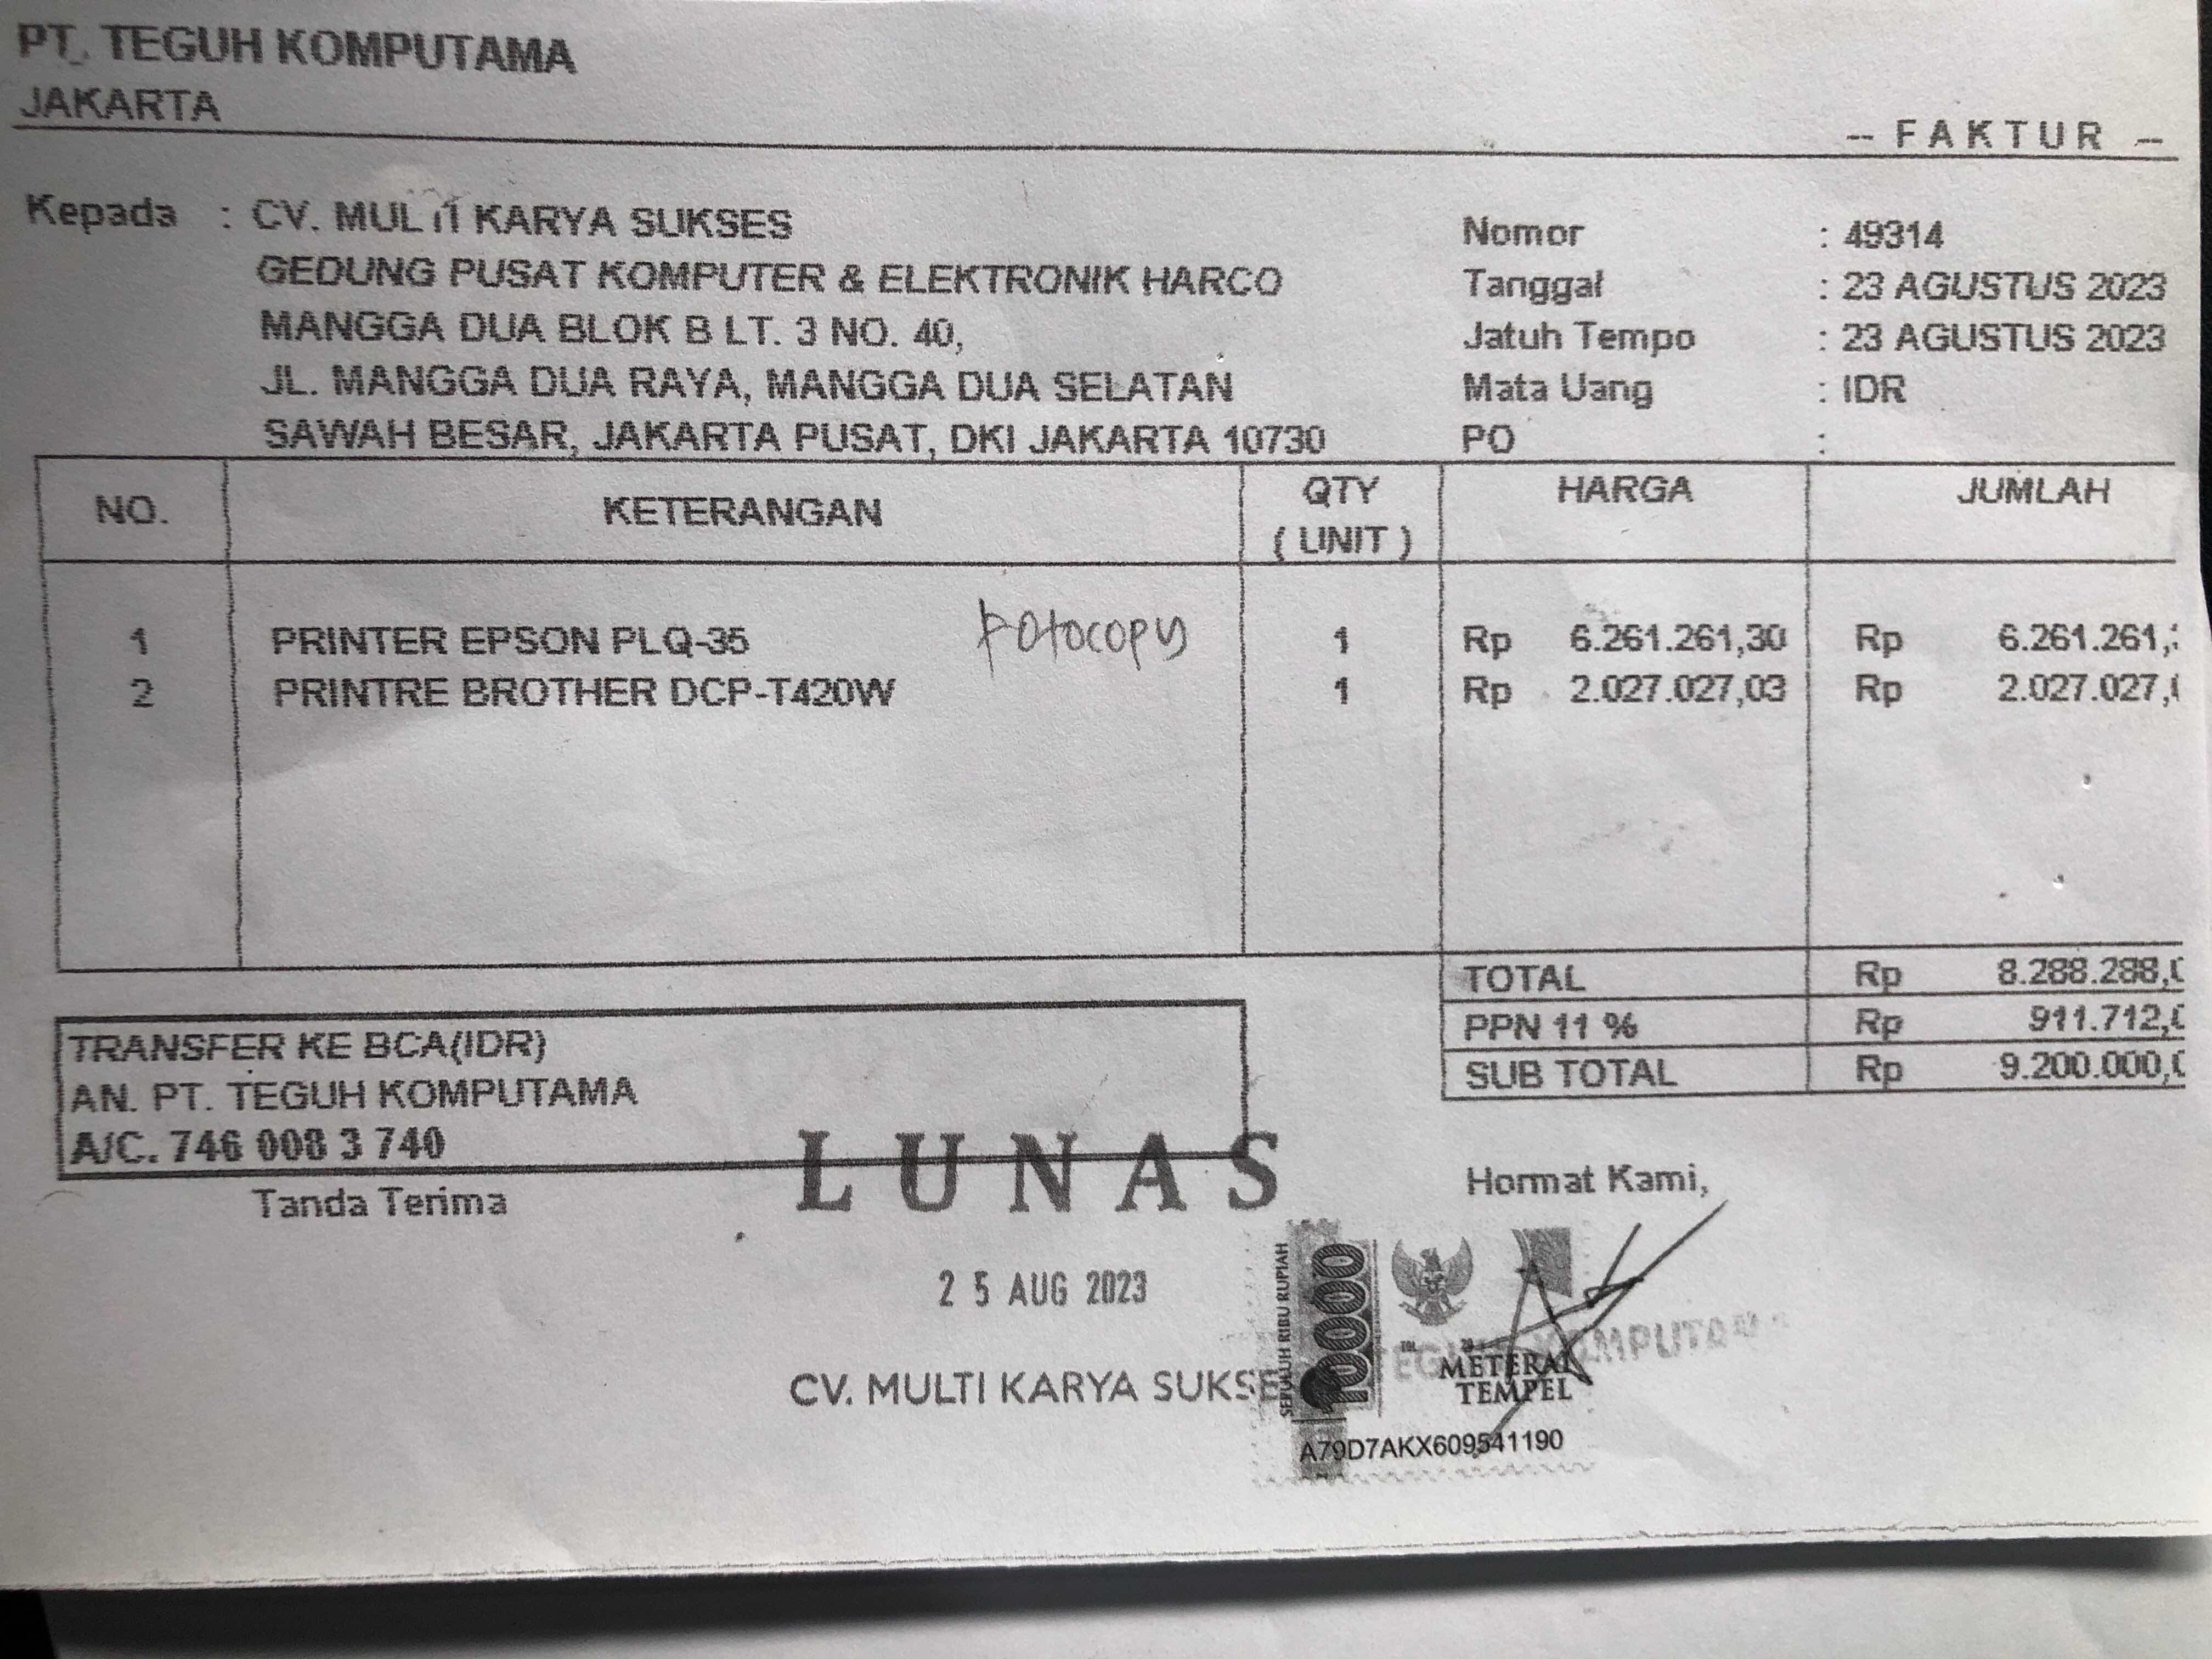 PT. TEGUH KOMPUTAMA
JAKARTA
-- FAKTUR --
Kepada : CV. MULTI KARYA SUKSES
GEDUNG PUSAT KOMPUTER & ELEKTRONIK HARCO
MANGGA DUA BLOK B LT. 3 NO. 40,
JL. MANGGA DUA RAYA, MANGGA DUA SELATAN
SAWAH BESAR, JAKARTA PUSAT, DKI JAKARTA 10730
Nomor : 49314
Tanggal : 23 AGUSTUS 2023
Jatuh Tempo : 23 AGUSTUS 2023
Mata Uang : IDR
PO :
NO. KETERANGAN QTY ( UNIT ) HARGA JUMLAH
1 PRINTER EPSON PLQ-35 Fotocopy 1 Rp 6.261.261,30 Rp 6.261.261,
2 PRINTRE BROTHER DCP-T420W 1 Rp 2.027.027,03 Rp 2.027.027,
TOTAL Rp 8.288.288,
PPN 11 % Rp 911.712,
SUB TOTAL Rp 9.200.000,
TRANSFER KE BCA(IDR)
AN. PT. TEGUH KOMPUTAMA
A/C. 746 008 3 740
Tanda Terima
LUNAS
25 AUG 2023
CV. MULTI KARYA SUKSE
Hormat Kami,
SEPULUH RIBU RUPIAH
10000
METERAI
TEMPEL
A79D7AKX609541190